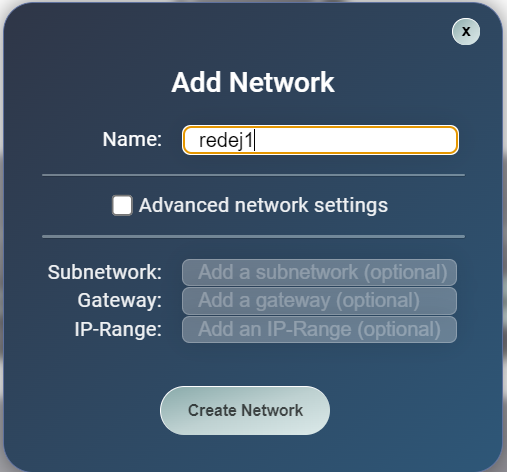 x
Add Network
Name: redej1
Advanced network settings
Subnetwork: Add a subnetwork (optional)
Gateway: Add a gateway (optional)
IP-Range: Add an IP-Range (optional)
Create Network